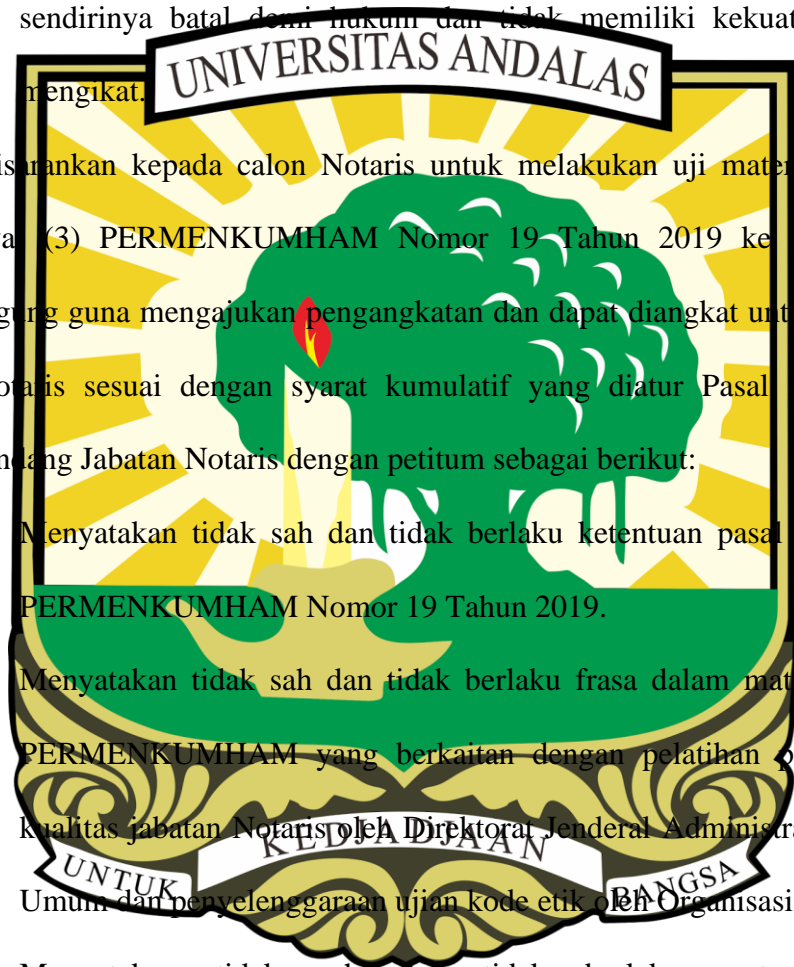 sendirinya batal demi hukum dan tidak memiliki kekuat
UNIVERSITAS ANDALAS
mengikat.
isarankan kepada calon Notaris untuk melakukan uji mater
ya (3) PERMENKUMHAM Nomor 19 Tahun 2019 ke
gung guna mengajukan pengangkatan dan dapat diangkat unt
otaris sesuai dengan syarat kumulatif yang diatur Pasal
ndang Jabatan Notaris dengan petitum sebagai berikut:
Menyatakan tidak sah dan tidak berlaku ketentuan pasal
PERMENKUMHAM Nomor 19 Tahun 2019.
Menyatakan tidak sah dan tidak berlaku frasa dalam mat
PERMENKUMHAM yang berkaitan dengan pelatihan p
kualitas jabatan Notaris oleh Direktorat Jenderal Administra
KEDJADJAAN
UNTUK BANGSA
Umum dan penyelenggaraan ujian kode etik oleh Organisasi